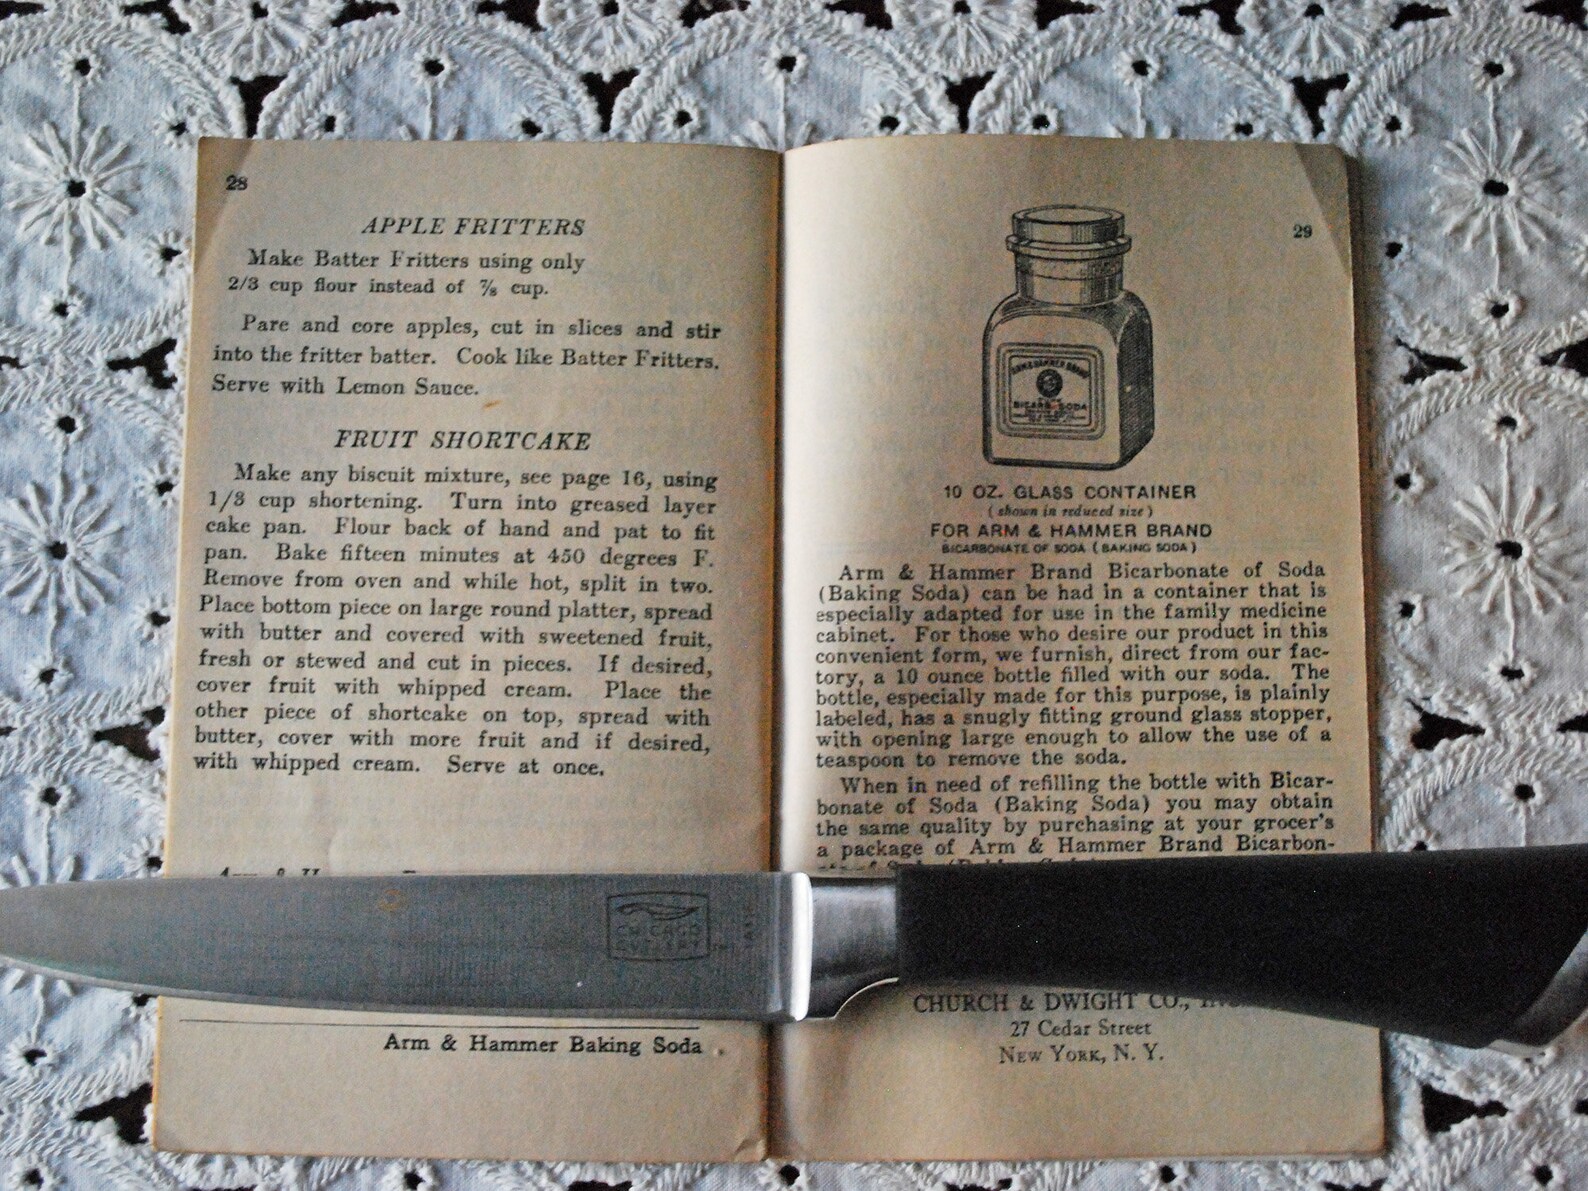 28
APPLE FRITTERS
Make Batter Fritters using only
2/3 cup flour instead of ⅞ cup.
Pare and core apples, cut in slices and stir
into the fritter batter. Cook like Batter Fritters.
Serve with Lemon Sauce.
FRUIT SHORTCAKE
Make any biscuit mixture, see page 16, using
1/3 cup shortening. Turn into greased layer
cake pan. Flour back of hand and pat to fit
pan. Bake fifteen minutes at 450 degrees F.
Remove from oven and while hot, split in two.
Place bottom piece on large round platter, spread
with butter and covered with sweetened fruit,
fresh or stewed and cut in pieces. If desired,
cover fruit with whipped cream. Place the
other piece of shortcake on top, spread with
butter, cover with more fruit and if desired,
with whipped cream. Serve at once.
Arm & Hammer Baking Soda
29
ARM & HAMMER BRAND
BICARB. SODA
10 OZ. GLASS CONTAINER
(shown in reduced size)
FOR ARM & HAMMER BRAND
BICARBONATE OF SODA (BAKING SODA)
Arm & Hammer Brand Bicarbonate of Soda
(Baking Soda) can be had in a container that is
especially adapted for use in the family medicine
cabinet. For those who desire our product in this
convenient form, we furnish, direct from our fac-
tory, a 10 ounce bottle filled with our soda. The
bottle, especially made for this purpose, is plainly
labeled, has a snugly fitting ground glass stopper,
with opening large enough to allow the use of a
teaspoon to remove the soda.
When in need of refilling the bottle with Bicar-
bonate of Soda (Baking Soda) you may obtain
the same quality by purchasing at your grocer's
a package of Arm & Hammer Brand Bicarbon-
CHURCH & DWIGHT CO.,
27 Cedar Street
NEW YORK, N. Y.
CHICAGO
CUTLERY